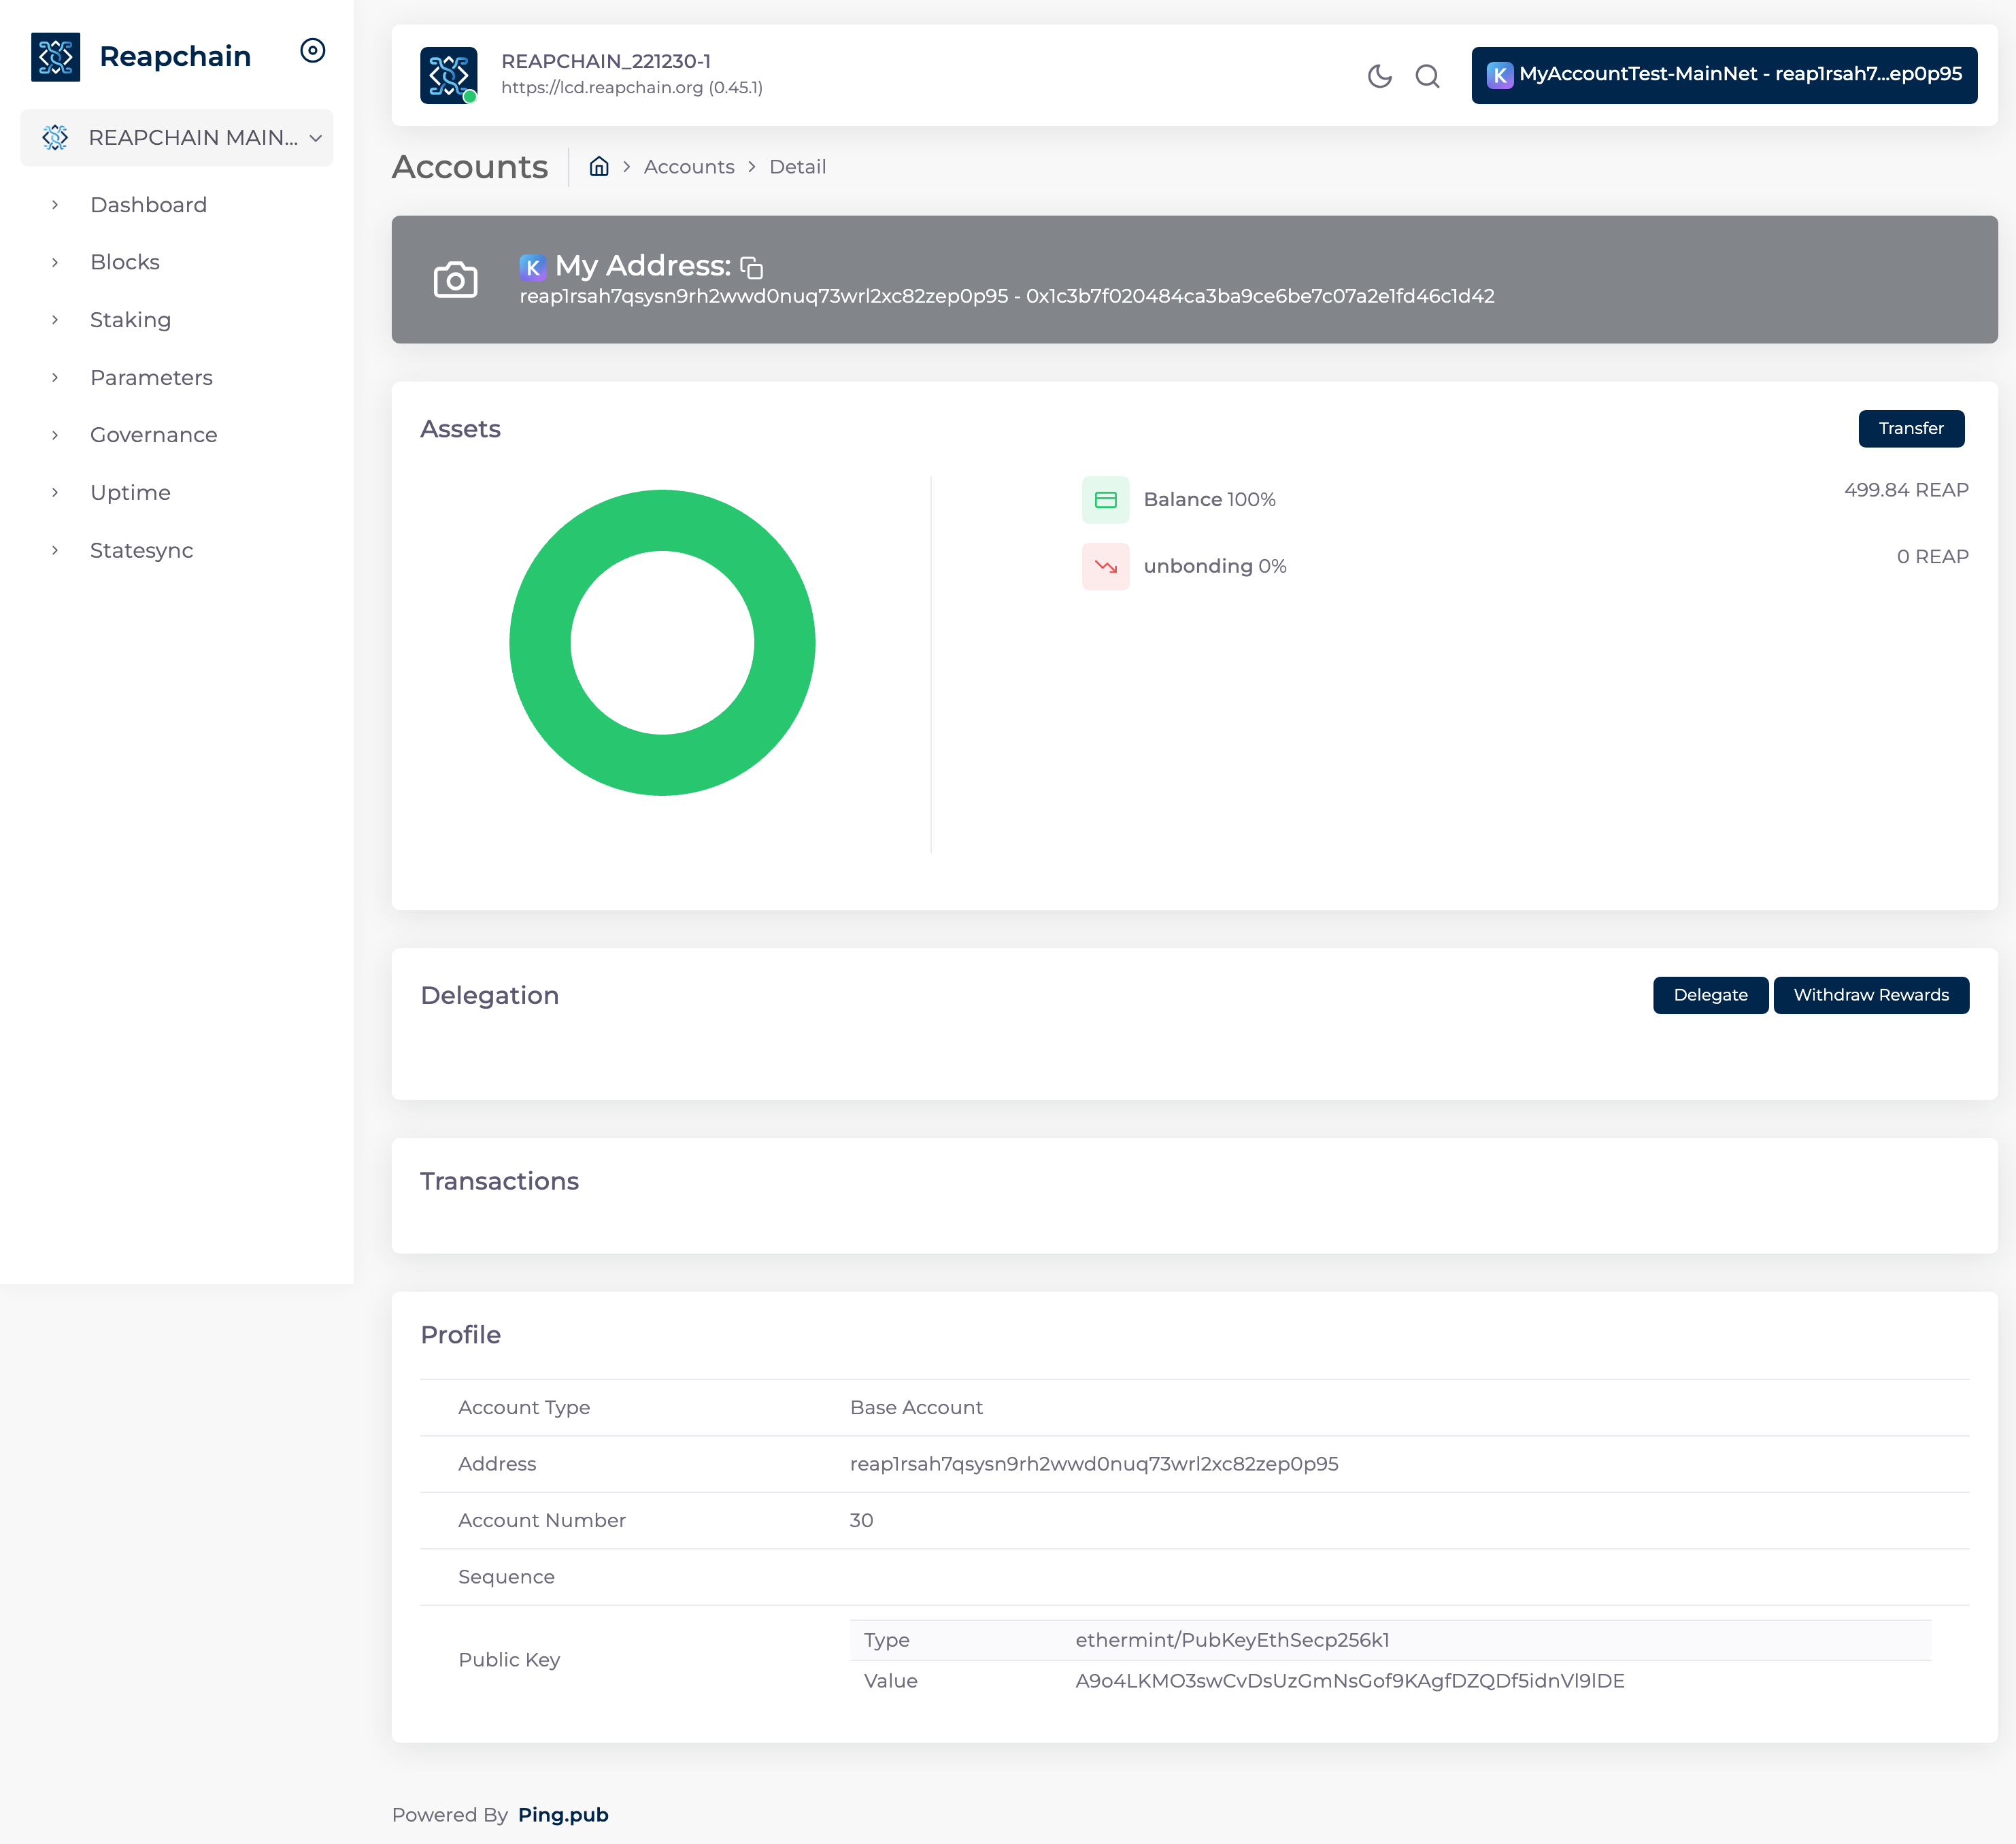 Reapchain
REAPCHAIN MAIN...
Dashboard
Blocks
Staking
Parameters
Governance
Uptime
Statesync
REAPCHAIN_221230-1
https://lcd.reapchain.org (0.45.1)
K MyAccountTest-MainNet - reap1rsah7...ep0p95
Accounts
Accounts > Detail
K My Address:
reap1rsah7qsysn9rh2wwd0nuq73wrl2xc82zep0p95 - 0x1c3b7f020484ca3ba9ce6be7c07a2e1fd46c1d42
Assets
Transfer
Balance 100%
499.84 REAP
unbonding 0%
0 REAP
Delegation
Delegate
Withdraw Rewards
Transactions
Profile
Account Type
Base Account
Address
reap1rsah7qsysn9rh2wwd0nuq73wrl2xc82zep0p95
Account Number
30
Sequence
Public Key
Type
ethermint/PubKeyEthSecp256k1
Value
A9o4LKMO3swCvDsUzGmNsGof9KAgfDZQDf5idnVl9lDE
Powered By Ping.pub